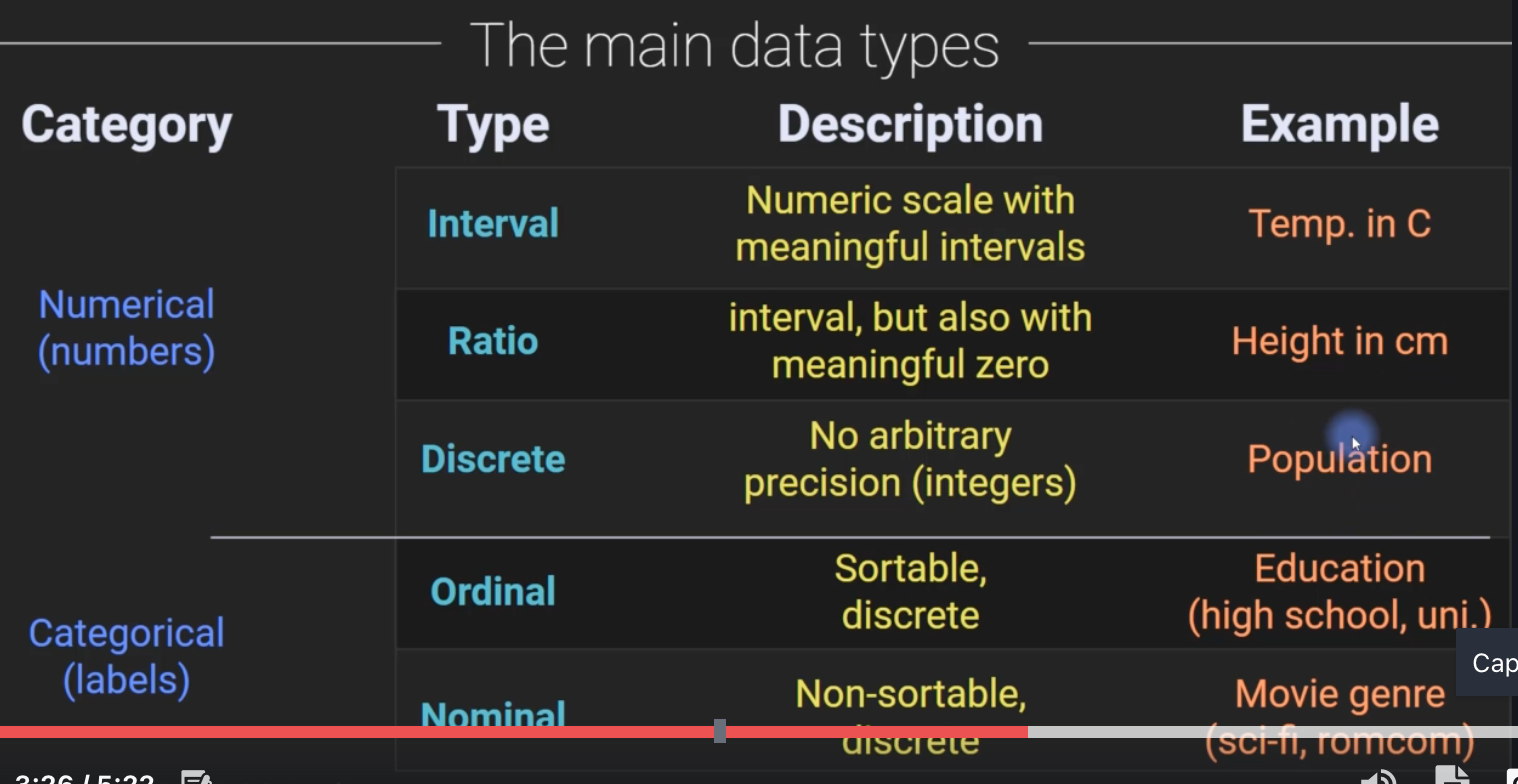 The main data types
Category Type Description Example
Numerical
(numbers)
Interval
Numeric scale with
meaningful intervals
Temp. in C
Ratio
interval, but also with
meaningful zero
Height in cm
Discrete
No arbitrary
precision (integers)
Population
Categorical
(labels)
Ordinal
Sortable,
discrete
Education
(high school, uni.)
Nominal
Non-sortable,
discrete
Movie genre
(sci-fi, romcom)
Cap
3:26 / 5:22